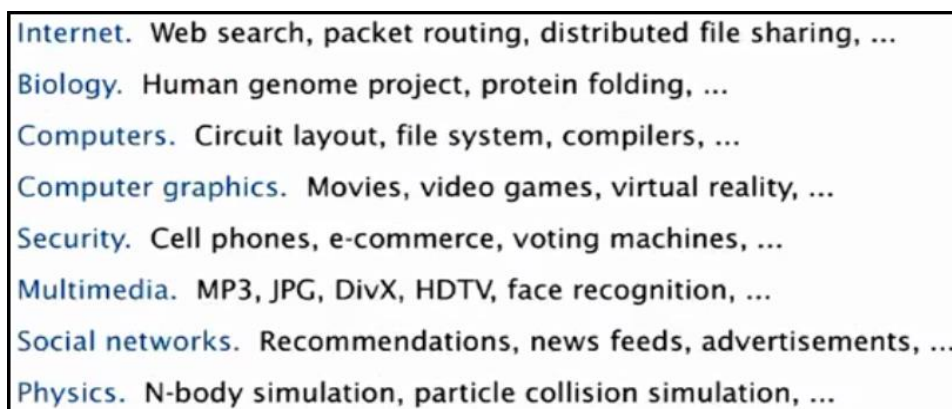 Internet. Web search, packet routing, distributed file sharing, ...
Biology. Human genome project, protein folding, ...
Computers. Circuit layout, file system, compilers, ...
Computer graphics. Movies, video games, virtual reality, ...
Security. Cell phones, e-commerce, voting machines, ...
Multimedia. MP3, JPG, DivX, HDTV, face recognition, ...
Social networks. Recommendations, news feeds, advertisements, ...
Physics. N-body simulation, particle collision simulation, ...